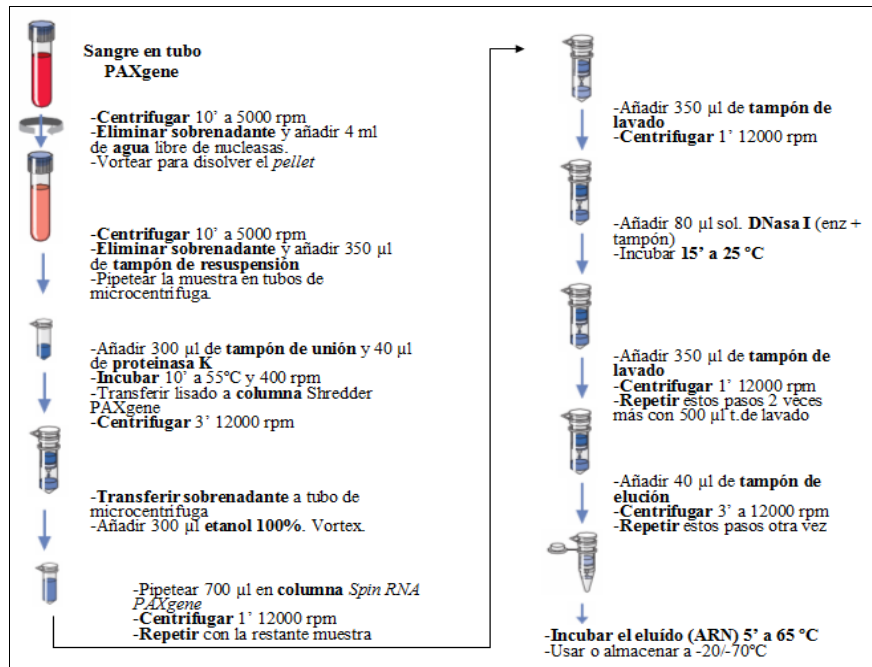 Sangre en tubo
PAXgene
-Centrifugar 10’ a 5000 rpm
-Eliminar sobrenadante y añadir 4 ml
de agua libre de nucleasas.
-Vortear para disolver el pellet
-Centrifugar 10’ a 5000 rpm
-Eliminar sobrenadante y añadir 350 µl
de tampón de resuspensión
-Pipetear la muestra en tubos de
microcentrifuga.
-Añadir 300 µl de tampón de unión y 40 µl
de proteinasa K
-Incubar 10’ a 55ºC y 400 rpm
-Transferir lisado a columna Shredder
PAXgene
-Centrifugar 3’ 12000 rpm
-Transferir sobrenadante a tubo de
microcentrifuga
-Añadir 300 µl etanol 100%. Vortex.
-Pipetear 700 µl en columna Spin RNA
PAXgene
-Centrifugar 1’ 12000 rpm
-Repetir con la restante muestra
-Añadir 350 µl de tampón de
lavado
-Centrifugar 1’ 12000 rpm
-Añadir 80 µl sol. DNasa I (enz +
tampón)
-Incubar 15’ a 25 ºC
-Añadir 350 µl de tampón de
lavado
-Centrifugar 1’ 12000 rpm
-Repetir estos pasos 2 veces
más con 500 µl t.de lavado
-Añadir 40 µl de tampón de
elución
-Centrifugar 3’ a 12000 rpm
-Repetir estos pasos otra vez
-Incubar el eluído (ARN) 5’ a 65 ºC
-Usar o almacenar a -20/-70ºC